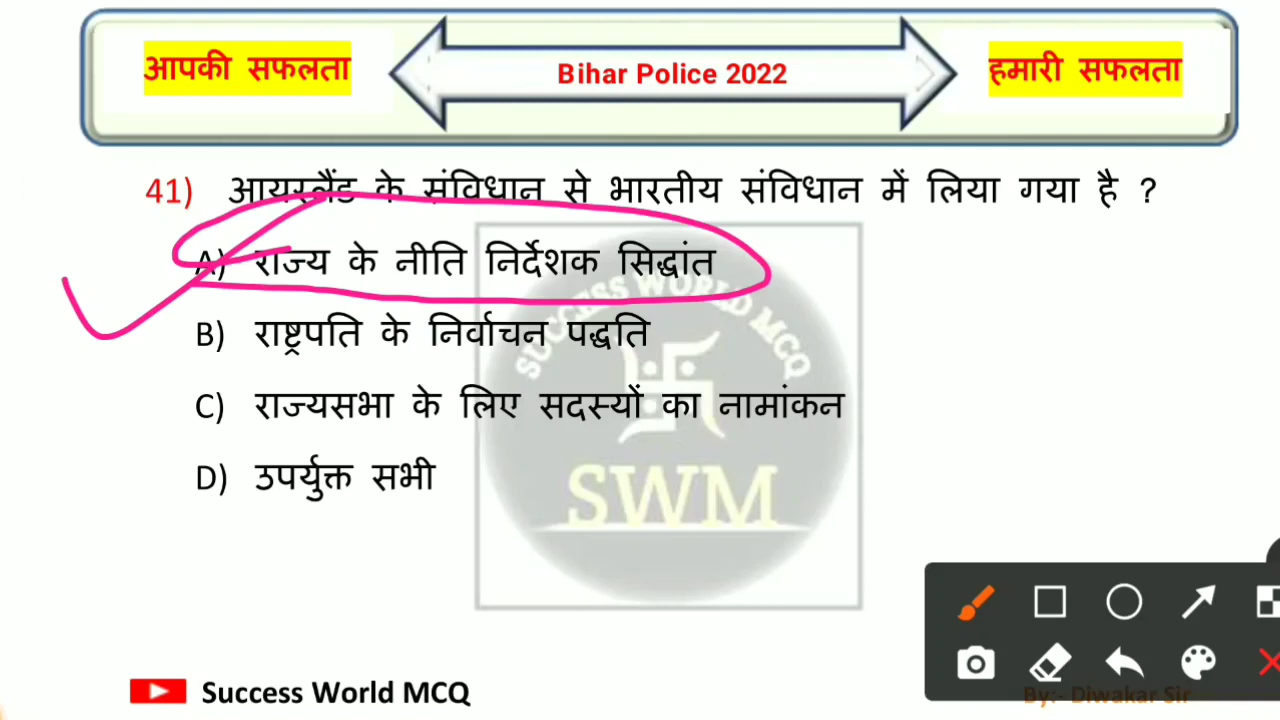 आपकी सफलता
Bihar Police 2022
हमारी सफलता
41) आयरलैंड के संविधान से भारतीय संविधान में लिया गया है ?
A) राज्य के नीति निर्देशक सिद्धांत
B) राष्ट्रपति के निर्वाचन पद्धति
C) राज्यसभा के लिए सदस्यों का नामांकन
D) उपर्युक्त सभी
SUCCESS WORLD MCQ
SWM
Success World MCQ
By:- Diwakar Sir